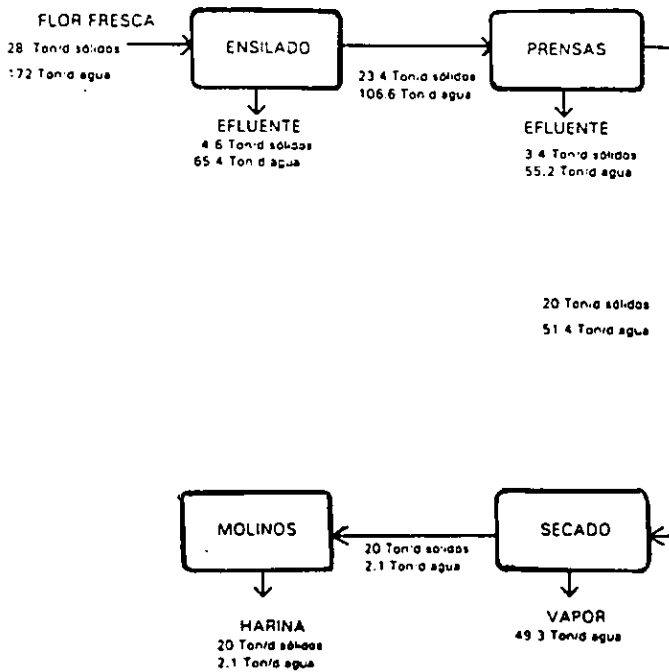 FLOR FRESCA
28 Ton/d sólidos
172 Ton/d agua
ENSILADO
23.4 Ton/d sólidos
106.6 Ton/d agua
PRENSAS
EFLUENTE
4.6 Ton/d sólidos
65.4 Ton/d agua
EFLUENTE
3.4 Ton/d sólidos
55.2 Ton/d agua
20 Ton/d sólidos
51.4 Ton/d agua
MOLINOS
20 Ton/d sólidos
2.1 Ton/d agua
SECADO
HARINA
20 Ton/d sólidos
2.1 Ton/d agua
VAPOR
49.3 Ton/d agua